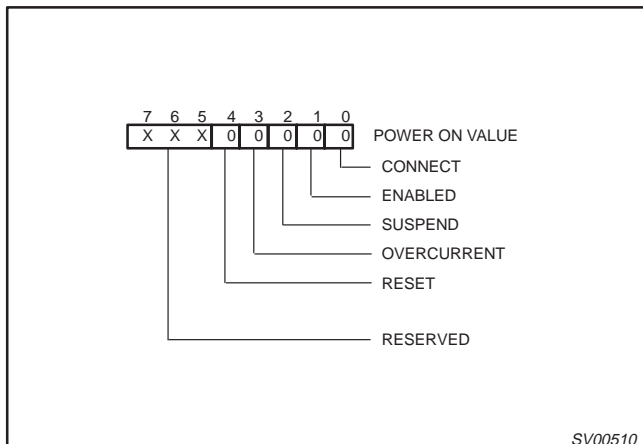 7 6 5 4 3 2 1 0
X X X 0 0 0 0 0 POWER ON VALUE
CONNECT
ENABLED
SUSPEND
OVERCURRENT
RESET
RESERVED
SV00510